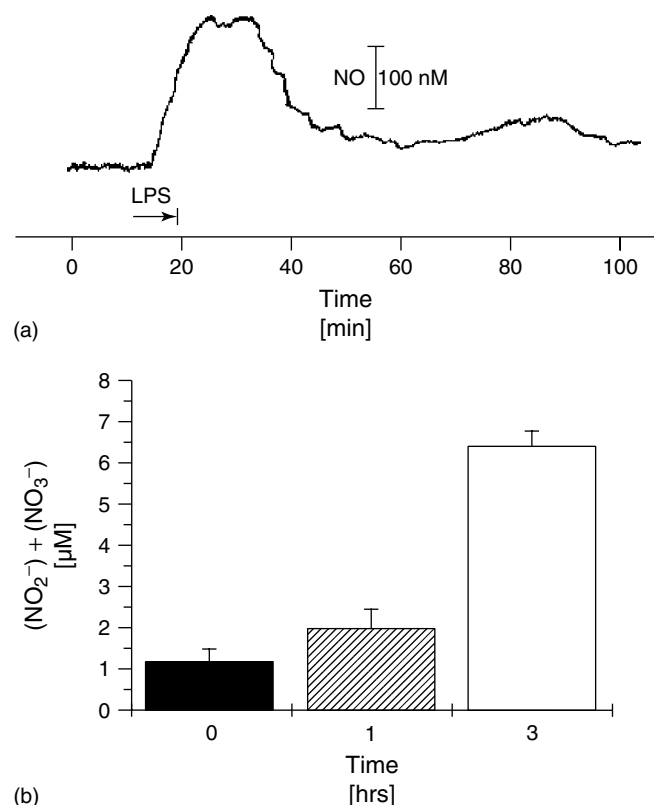 NO 100 nM
LPS
0 20 40 60 80 100
Time
[min]
(a)
8
7
6
5
4
3
2
1
0
(NO₂⁻) + (NO₃⁻)
[µM]
0 1 3
Time
[hrs]
(b)